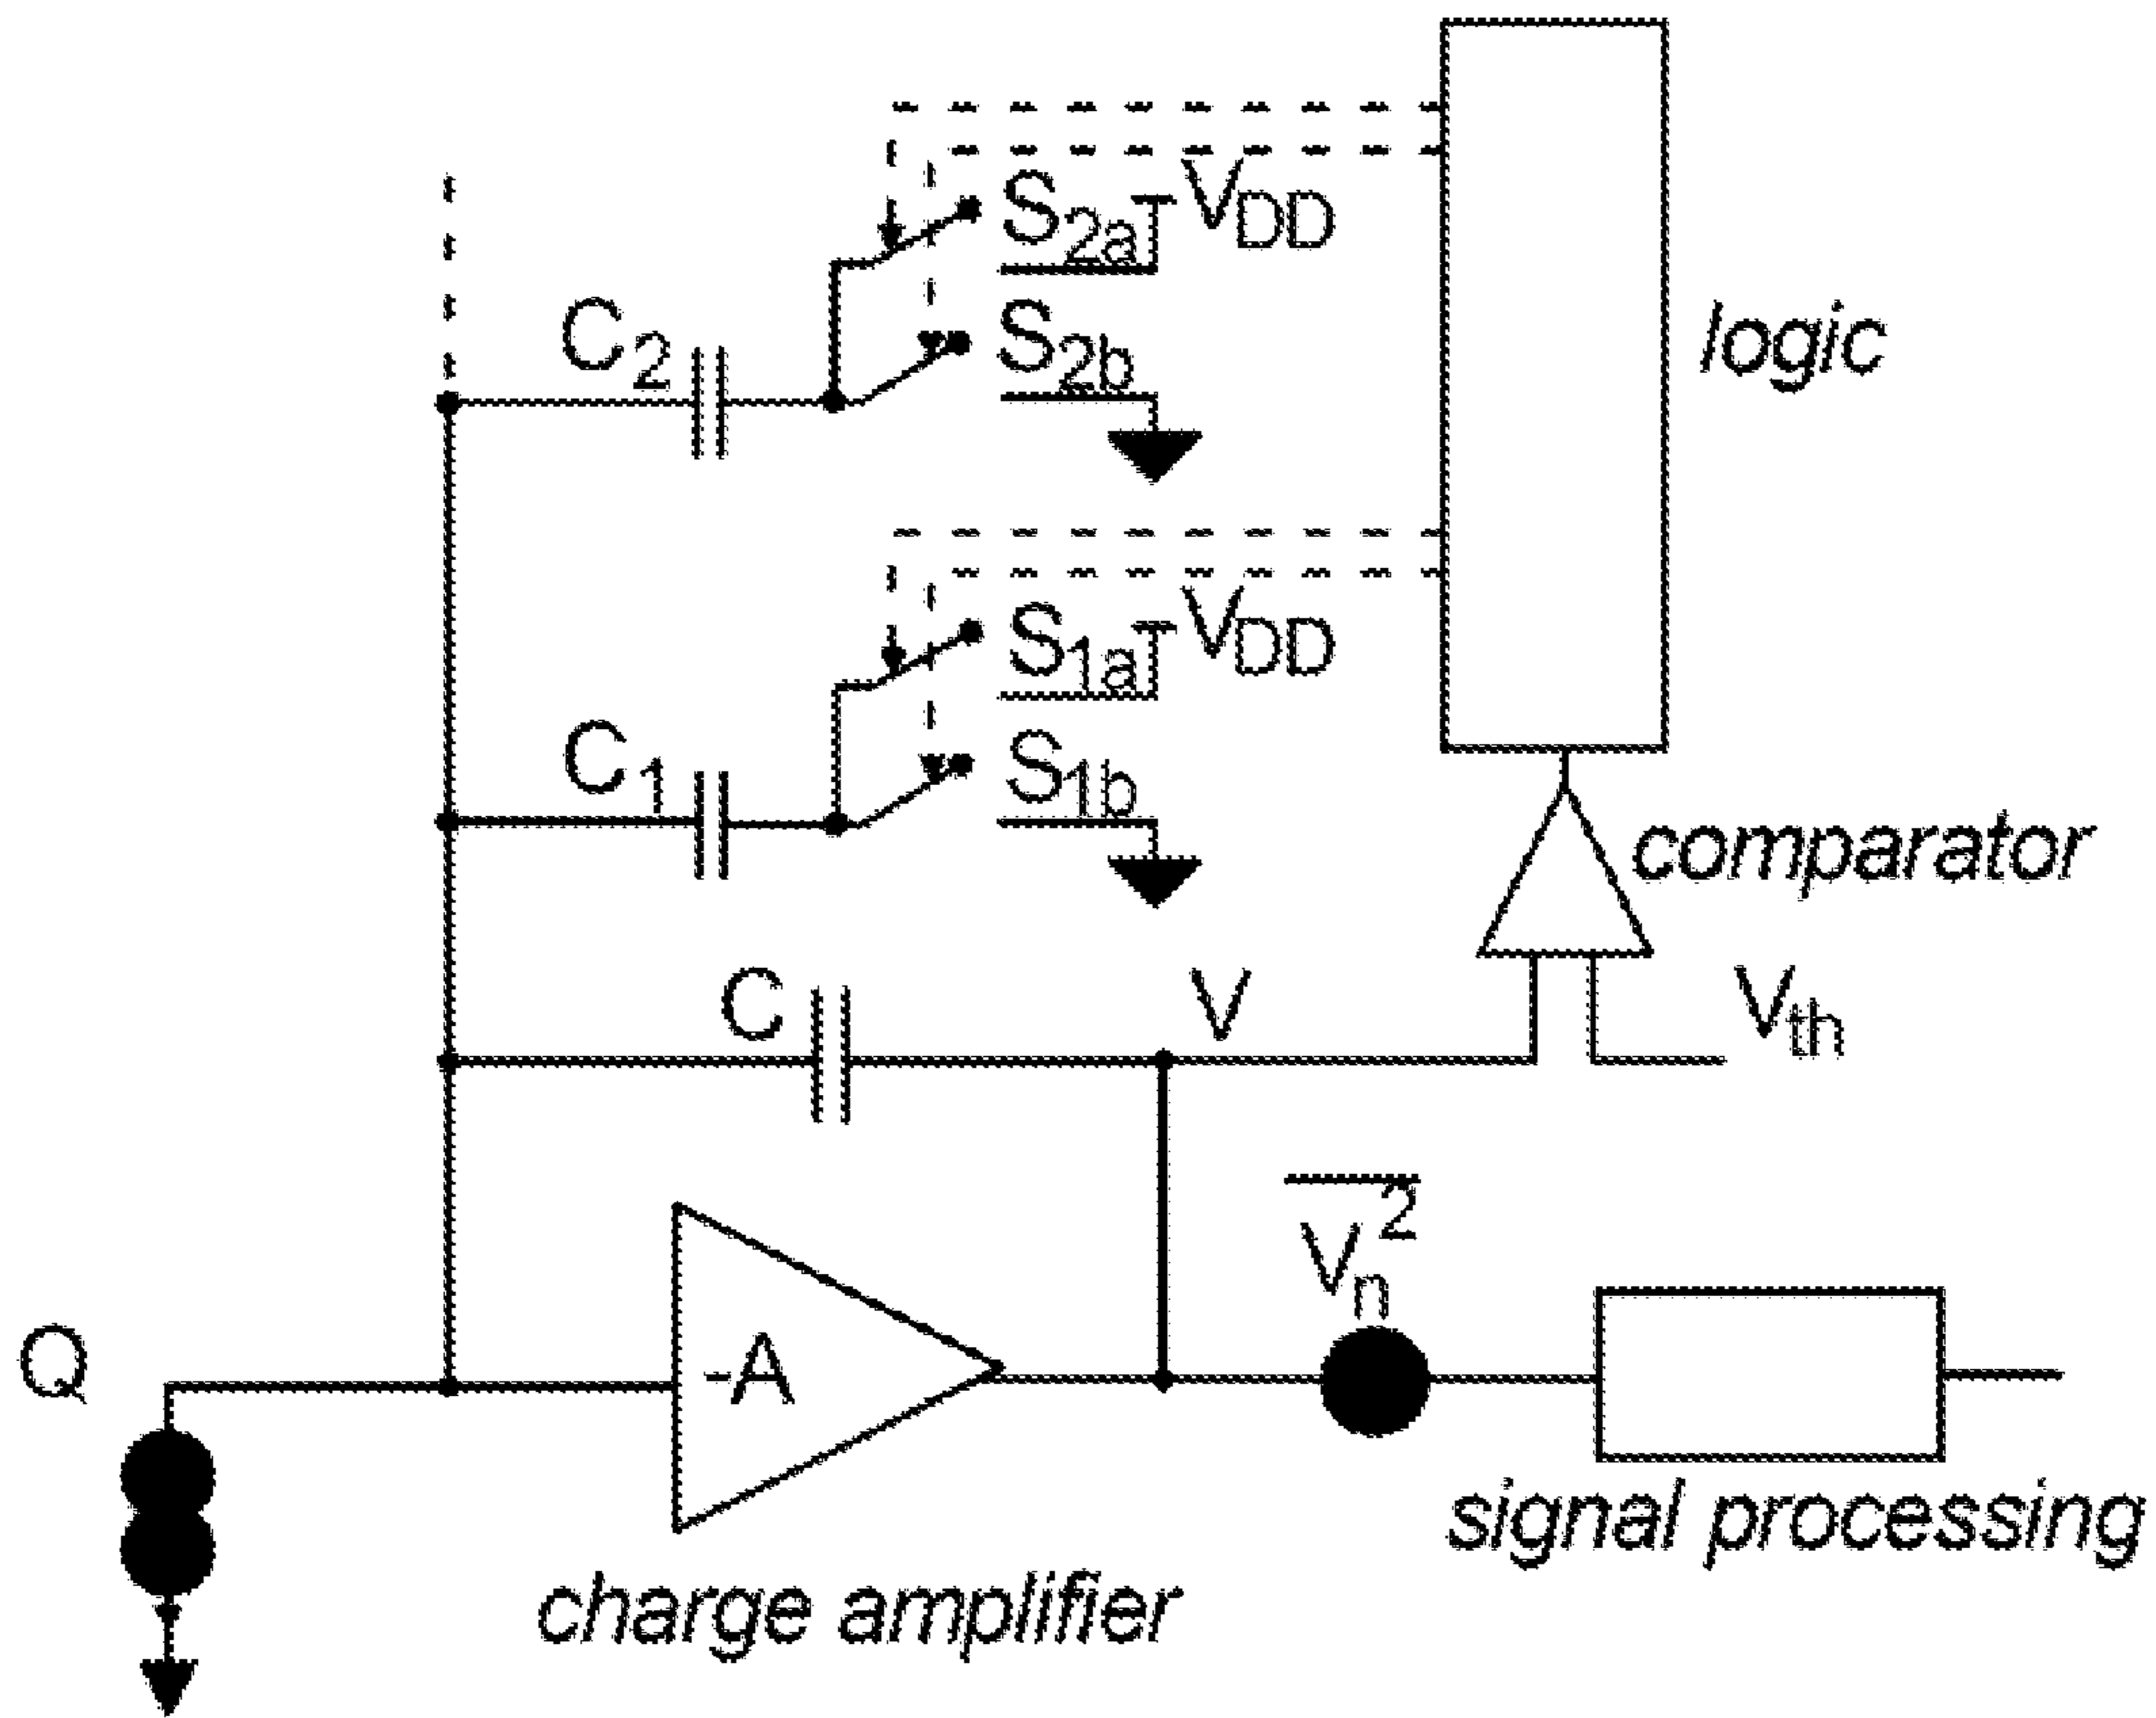 S2a VDD
C2 S2b
logic
S1a VDD
C1 S1b
comparator
C V Vth
Vn2
Q -A
signal processing
charge amplifier